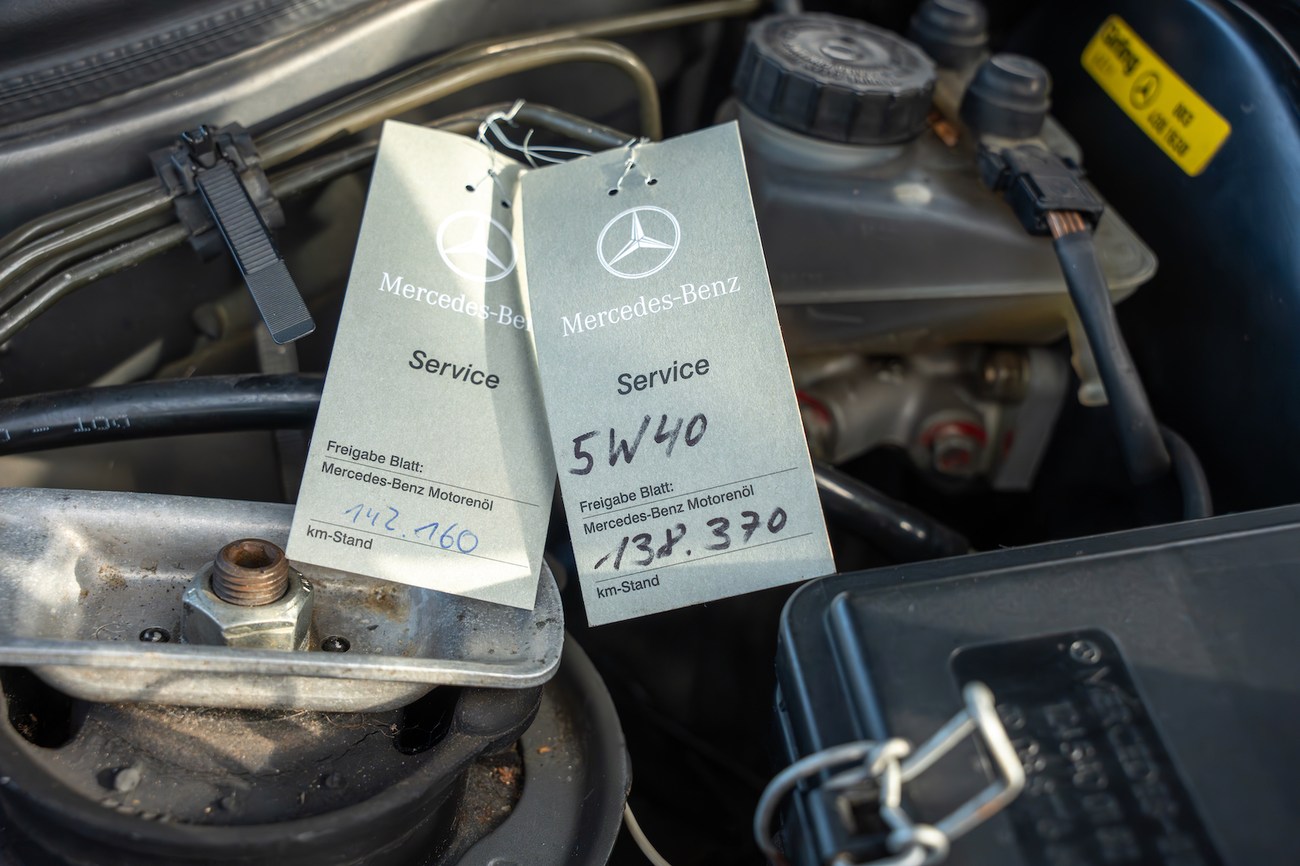 Mercedes-Be
Service
Freigabe Blatt:
Mercedes-Benz Motorenöl
142.160
km-Stand
Mercedes-Benz
Service
5W40
Freigabe Blatt:
Mercedes-Benz Motorenöl
138.370
km-Stand